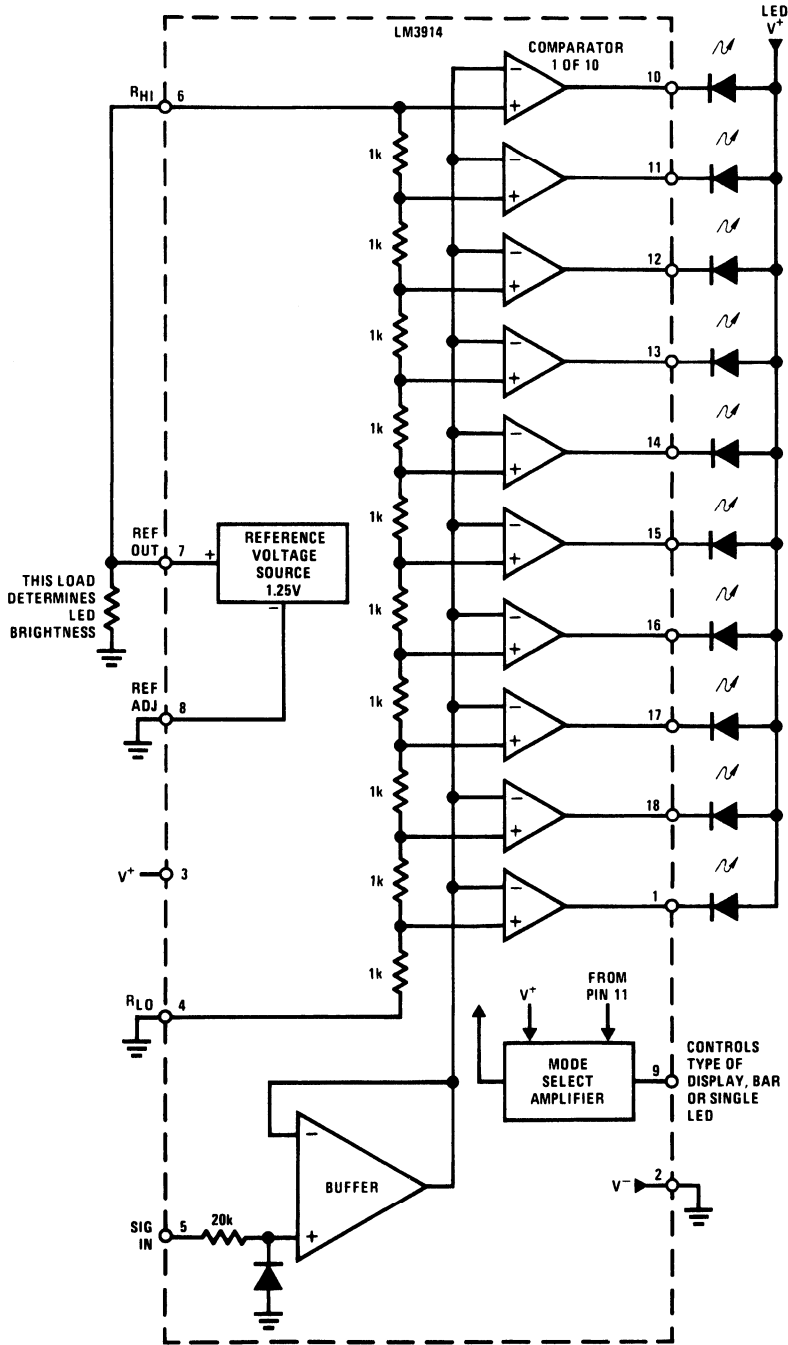 LED
V+
LM3914
COMPARATOR
1 OF 10
RHI
6
10
1k
11
1k
12
1k
13
1k
14
1k
15
1k
16
1k
17
1k
18
1k
1
1k
REF
OUT
7
REFERENCE
VOLTAGE
SOURCE
1.25V
+
−
THIS LOAD
DETERMINES
LED
BRIGHTNESS
REF
ADJ
8
V+
3
RLO
4
−
+
−
+
−
+
−
+
−
+
−
+
−
+
−
+
−
+
−
+
V+
FROM
PIN 11
MODE
SELECT
AMPLIFIER
9
CONTROLS
TYPE OF
DISPLAY, BAR
OR SINGLE
LED
V−
2
−
BUFFER
+
SIG
IN
5
20k